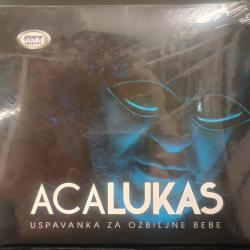 ACALUKAS
USPAVANKA ZA OZBILJNE BEBE